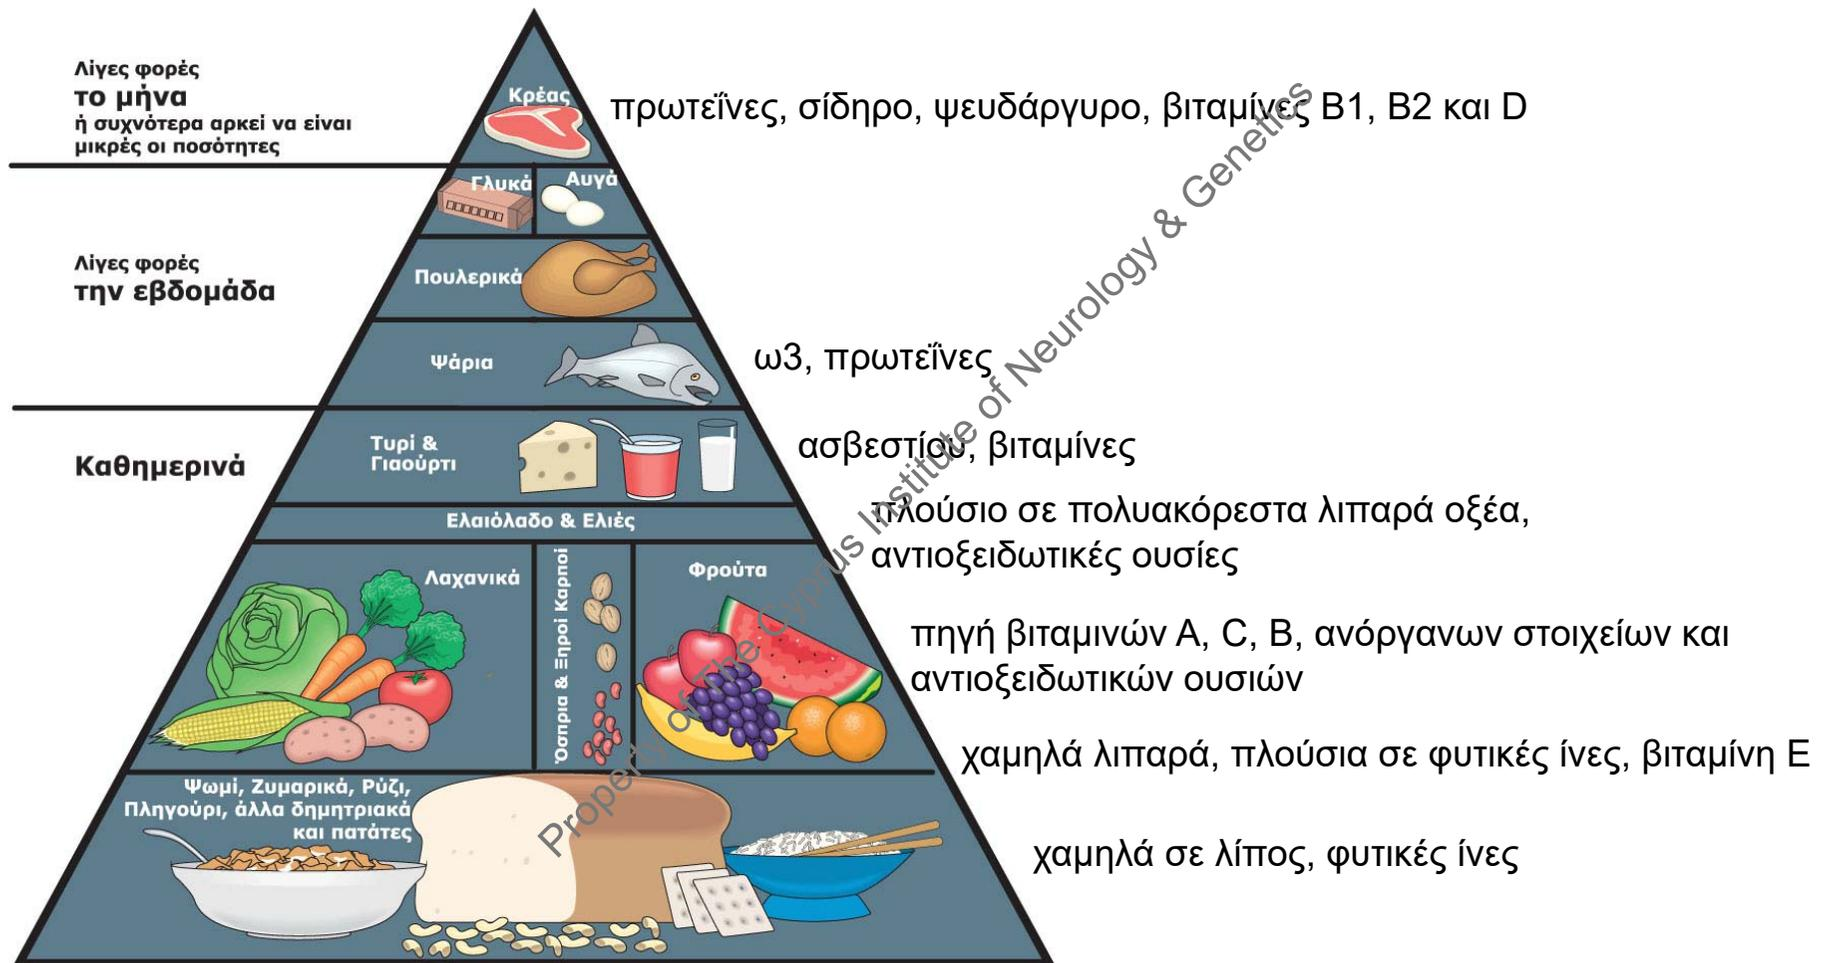 Λίγες φορές
το μήνα
ή συχνότερα αρκεί να είναι
μικρές οι ποσότητες
Κρέας
πρωτεΐνες, σίδηρο, ψευδάργυρο, βιταμίνες Β1, Β2 και D
Γλυκά
Αυγά
Λίγες φορές
την εβδομάδα
Πουλερικά
Ψάρια
ω3, πρωτεΐνες
Καθημερινά
Τυρί &
Γιαούρτι
ασβεστίου, βιταμίνες
Ελαιόλαδο & Ελιές
πλούσιο σε πολυακόρεστα λιπαρά οξέα,
αντιοξειδωτικές ουσίες
Λαχανικά
Όσπρια & Ξηροί Καρποί
Φρούτα
πηγή βιταμινών Α, C, Β, ανόργανων στοιχείων και
αντιοξειδωτικών ουσιών
χαμηλά λιπαρά, πλούσια σε φυτικές ίνες, βιταμίνη Ε
Ψωμί, Ζυμαρικά, Ρύζι,
Πληγούρι, άλλα δημητριακά
και πατάτες
χαμηλά σε λίπος, φυτικές ίνες
Property of The Cyprus Institute of Neurology & Genetics